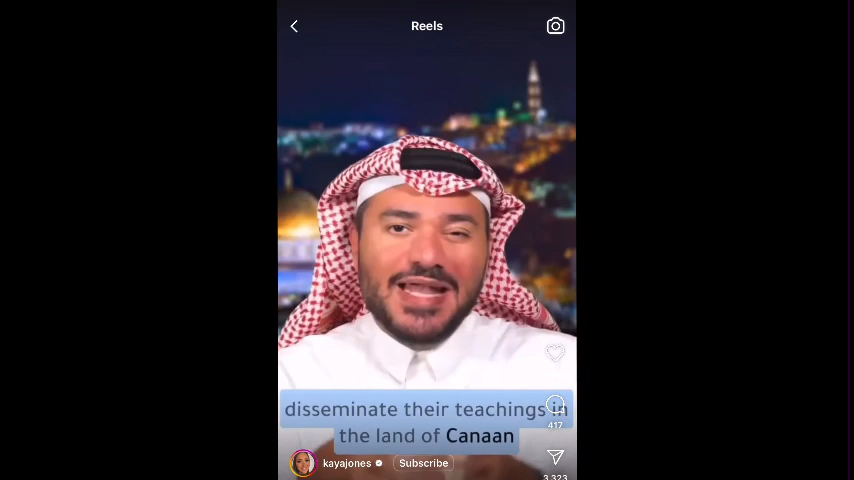 Reels
disseminate their teachings in
the land of Canaan
417
kayajones
Subscribe
3,323